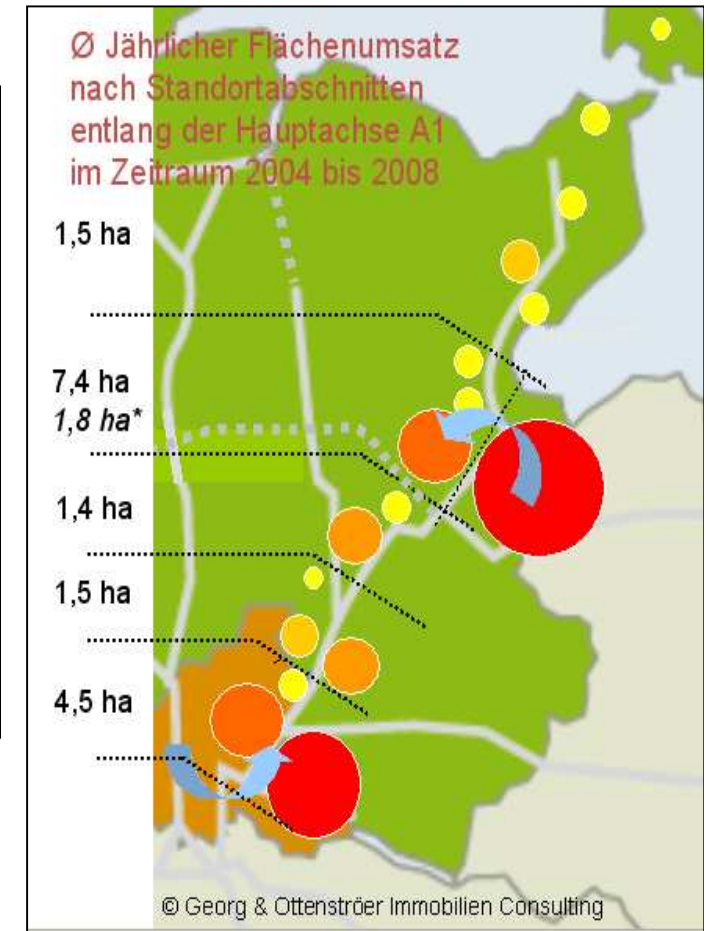 Ø Jährlicher Flächenumsatz
nach Standortabschnitten
entlang der Hauptachse A1
im Zeitraum 2004 bis 2008
1,5 ha
7,4 ha
1,8 ha*
1,4 ha
1,5 ha
4,5 ha
© Georg & Ottenströer Immobilien Consulting